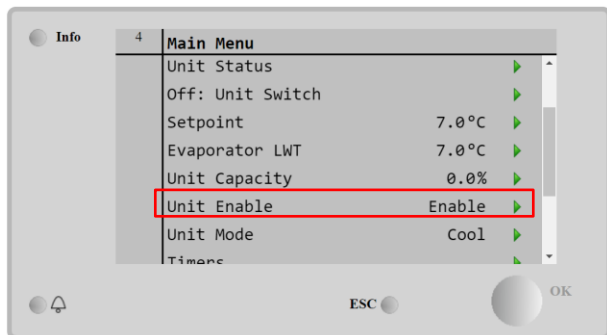 Info
4 Main Menu
Unit Status
Off: Unit Switch
Setpoint 7.0°C
Evaporator LWT 7.0°C
Unit Capacity 0.0%
Unit Enable Enable
Unit Mode Cool
Timers
ESC
OK